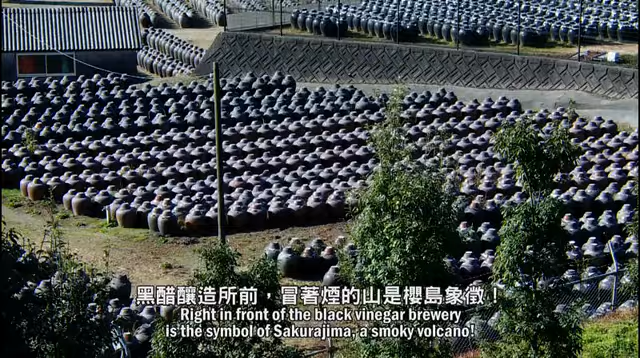 黑醋釀造所前，冒著煙的山是櫻島象徵！
Right in front of the black vinegar brewery
is the symbol of Sakurajima, a smoky volcano!